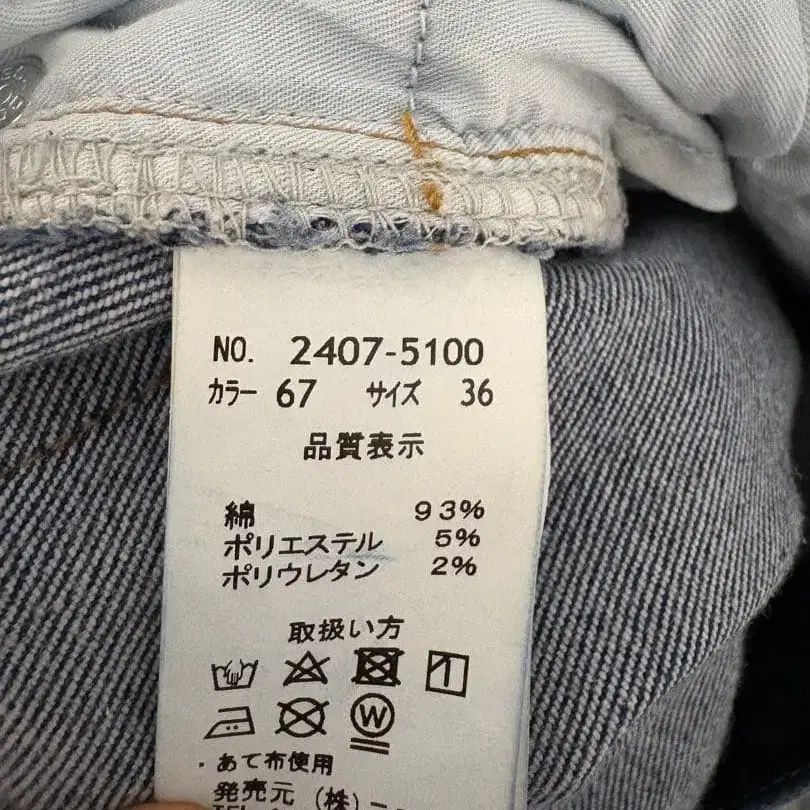 NO. 2407-5100
カラー 67 サイズ 36
品質表示
綿 93%
ポリエステル 5%
ポリウレタン 2%
取扱い方
W
・あて布使用
発売元 (株)
TEL